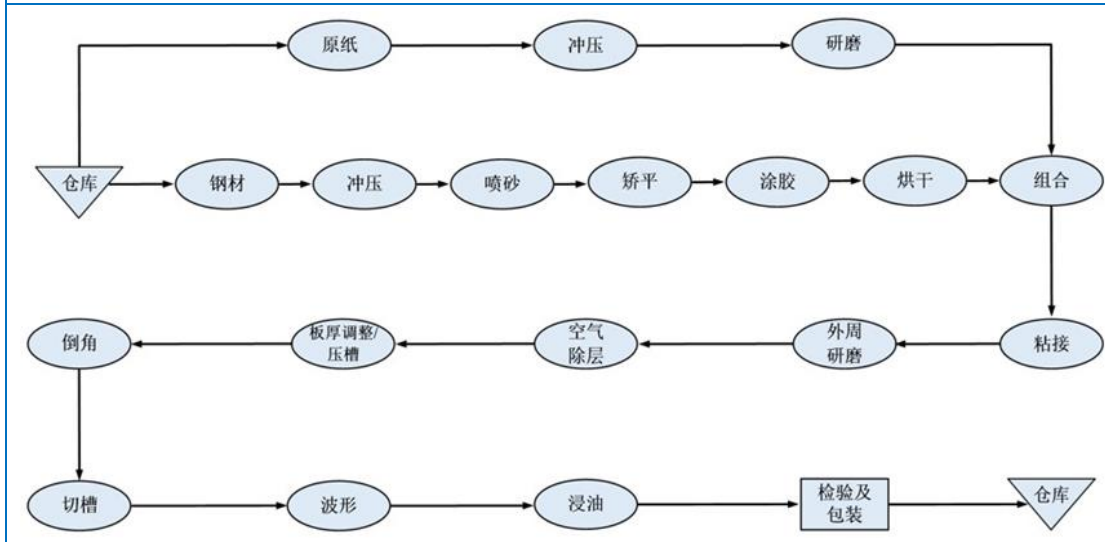 原纸
冲压
研磨
仓库
钢材
冲压
喷砂
矫平
涂胶
烘干
组合
倒角
板厚调整/
压槽
空气
除层
外周
研磨
粘接
切槽
波形
浸油
检验及
包装
仓库